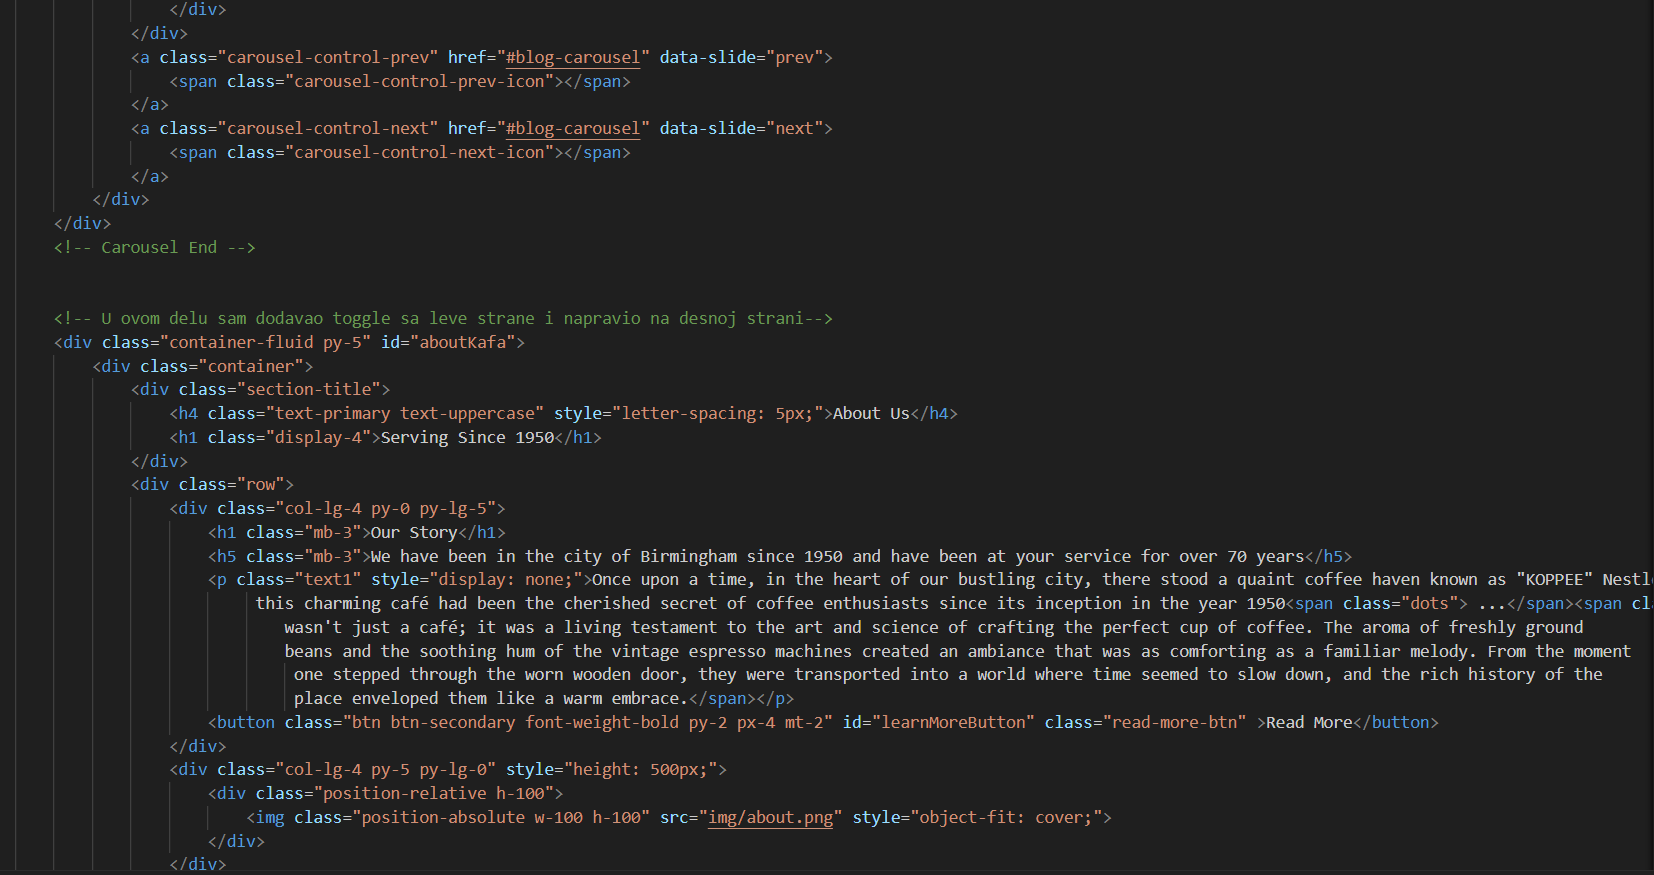 </div>
</div>
<a class="carousel-control-prev" href="#blog-carousel" data-slide="prev">
<span class="carousel-control-prev-icon"></span>
</a>
<a class="carousel-control-next" href="#blog-carousel" data-slide="next">
<span class="carousel-control-next-icon"></span>
</a>
</div>
</div>
<!-- Carousel End -->
<!-- U ovom delu sam dodavao toggle sa leve strane i napravio na desnoj strani-->
<div class="container-fluid py-5" id="aboutKafa">
<div class="container">
<div class="section-title">
<h4 class="text-primary text-uppercase" style="letter-spacing: 5px;">About Us</h4>
<h1 class="display-4">Serving Since 1950</h1>
</div>
<div class="row">
<div class="col-lg-4 py-0 py-lg-5">
<h1 class="mb-3">Our Story</h1>
<h5 class="mb-3">We have been in the city of Birmingham since 1950 and have been at your service for over 70 years</h5>
<p class="text1" style="display: none;">Once upon a time, in the heart of our bustling city, there stood a quaint coffee haven known as "KOPPEE" Nestl
this charming café had been the cherished secret of coffee enthusiasts since its inception in the year 1950<span class="dots"> ...</span><span cl
wasn't just a café; it was a living testament to the art and science of crafting the perfect cup of coffee. The aroma of freshly ground
beans and the soothing hum of the vintage espresso machines created an ambiance that was as comforting as a familiar melody. From the moment
one stepped through the worn wooden door, they were transported into a world where time seemed to slow down, and the rich history of the
place enveloped them like a warm embrace.</span></p>
<button class="btn btn-secondary font-weight-bold py-2 px-4 mt-2" id="learnMoreButton" class="read-more-btn" >Read More</button>
</div>
<div class="col-lg-4 py-5 py-lg-0" style="height: 500px;">
<div class="position-relative h-100">
<img class="position-absolute w-100 h-100" src="img/about.png" style="object-fit: cover;">
</div>
</div>